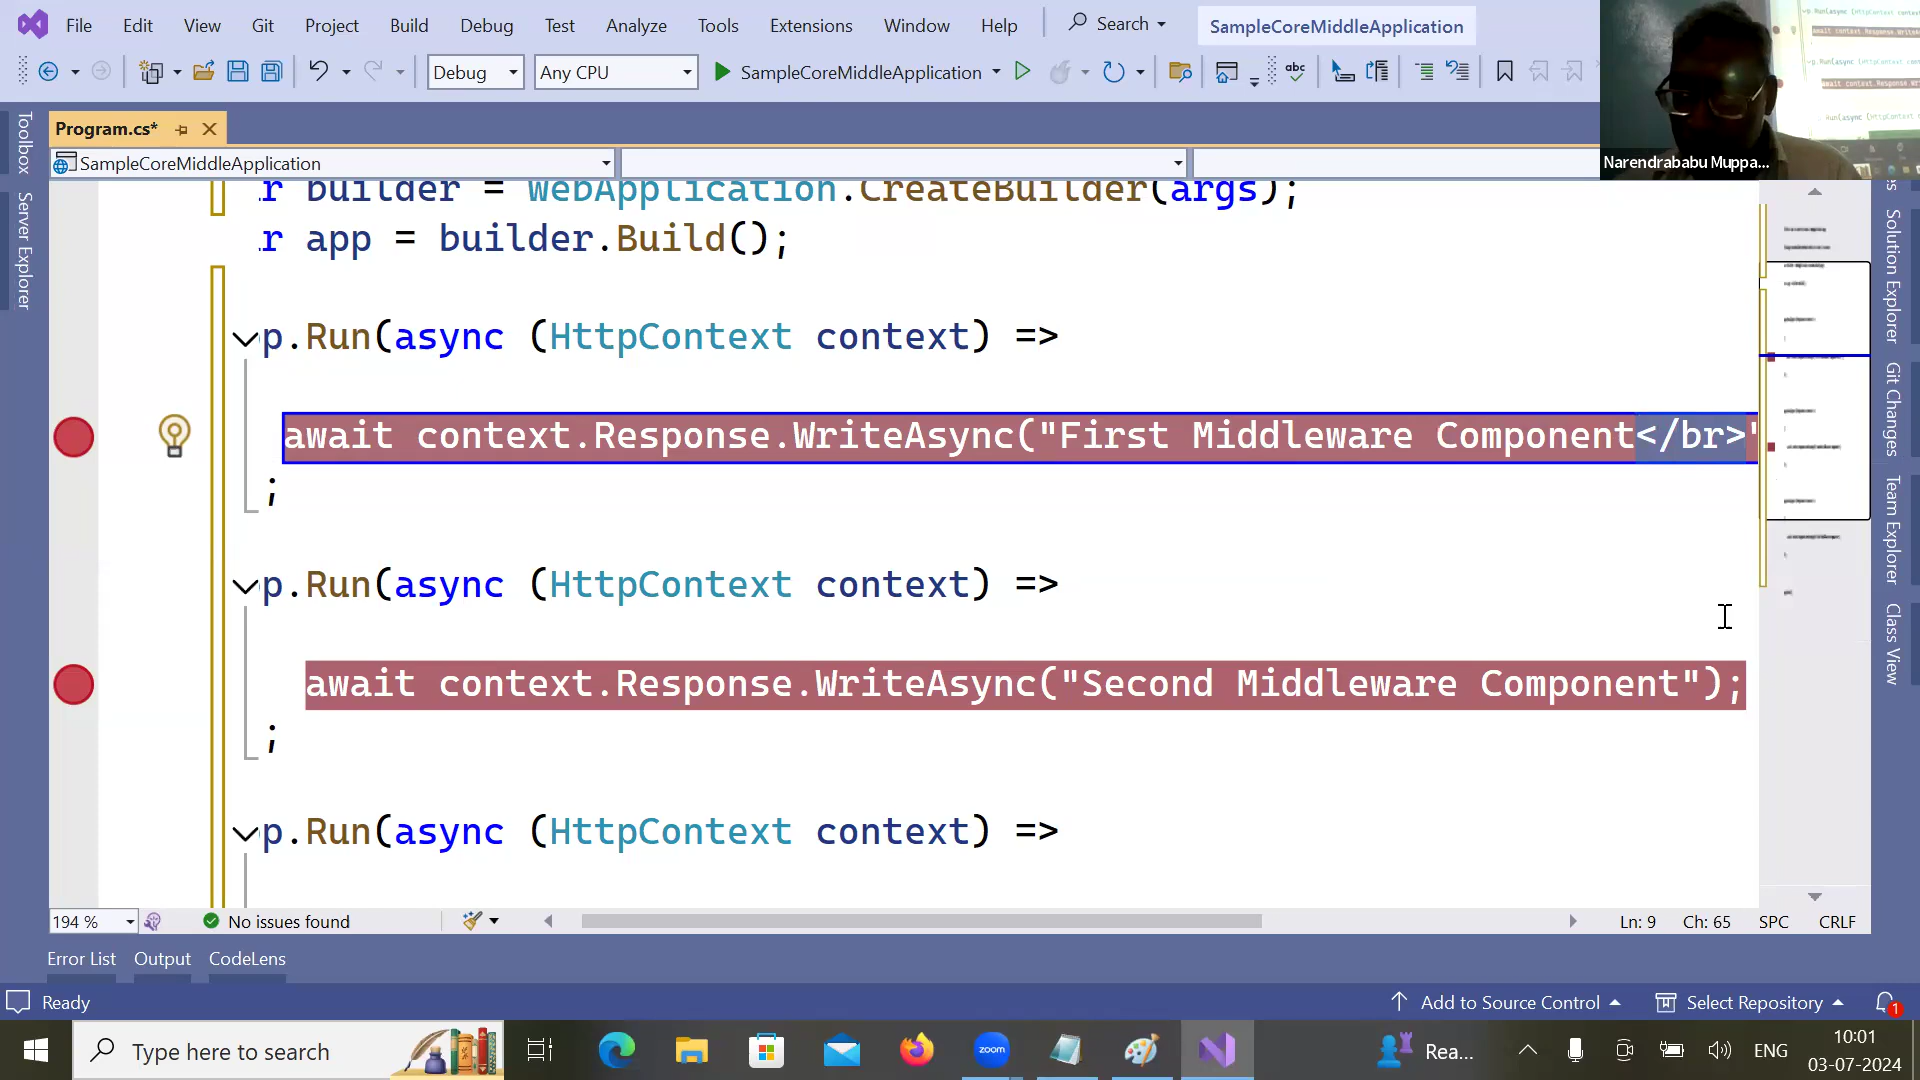 File Edit View Git Project Build Debug Test Analyze Tools Extensions Window Help Search SampleCoreMiddleApplication
Debug Any CPU SampleCoreMiddleApplication
Narendrababu Muppa...
Toolbox
Server Explorer
Program.cs*
SampleCoreMiddleApplication
r builder = WebApplication.CreateBuilder(args);
r app = builder.Build();
p.Run(async (HttpContext context) =>
await context.Response.WriteAsync("First Middleware Component</br>"
;
p.Run(async (HttpContext context) =>
await context.Response.WriteAsync("Second Middleware Component");
;
p.Run(async (HttpContext context) =>
Solution Explorer
Git Changes
Team Explorer
Class View
194 % No issues found Ln: 9 Ch: 65 SPC CRLF
Error List Output CodeLens
Ready Add to Source Control Select Repository 1
Type here to search zoom Rea... ENG 10:01
03-07-2024